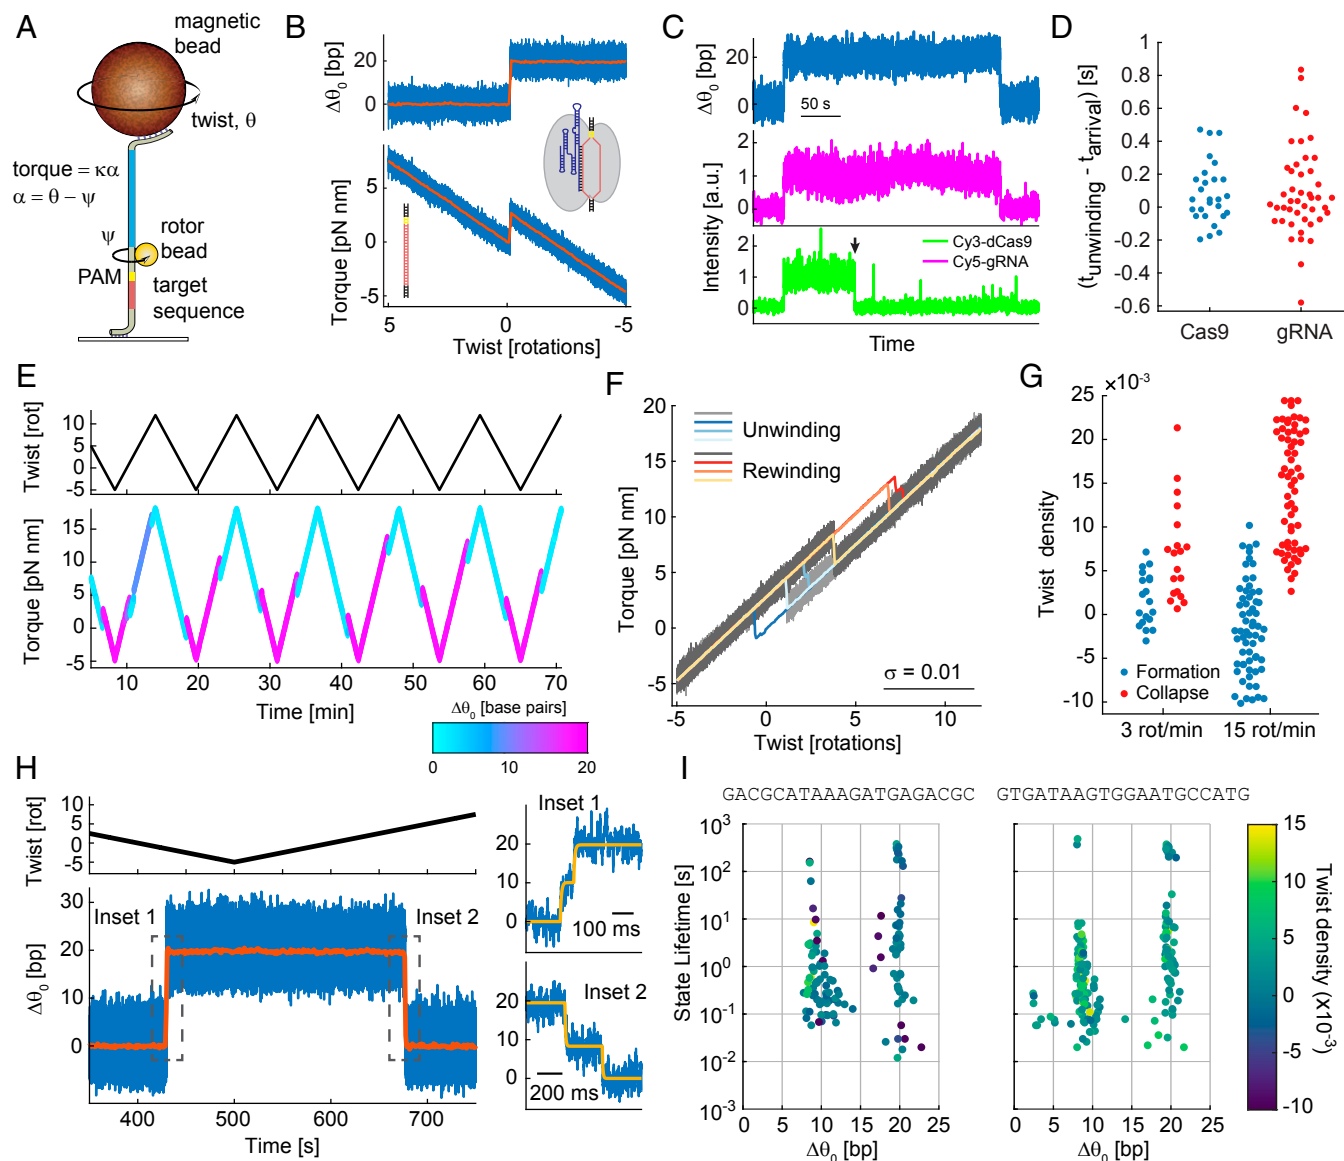 A
magnetic
bead
twist, θ
torque = κα
α = θ − ψ
ψ
rotor
bead
PAM
target
sequence
B
Δθ0 [bp]
20
0
Torque [pN nm]
5
0
-5
5
0
-5
Twist [rotations]
C
Δθ0 [bp]
20
0
50 s
Intensity [a.u.]
2
1
0
2
1
0
Cy3-dCas9
Cy5-gRNA
Time
D
(tunwinding - tarrival) [s]
1
0.8
0.6
0.4
0.2
0
-0.2
-0.4
-0.6
Cas9
gRNA
E
Twist [rot]
10
5
0
-5
Torque [pN nm]
15
10
5
0
-5
10
20
30
40
50
60
70
Time [min]
Δθ0 [base pairs]
0
10
20
F
Torque [pN nm]
20
15
10
5
0
-5
Unwinding
Rewinding
σ = 0.01
-5
0
5
10
Twist [rotations]
G
×10-3
Twist density
25
20
15
10
5
0
-5
-10
Formation
Collapse
3 rot/min
15 rot/min
H
Twist [rot]
10
5
0
-5
Δθ0 [bp]
30
20
10
0
Inset 1
Inset 2
400
500
600
700
Time [s]
Inset 1
20
10
0
100 ms
Inset 2
20
10
0
200 ms
I
GACGCATAAAGATGAGACGC
GTGATAAGTGGAATGCCATG
State Lifetime [s]
103
102
101
100
10-1
10-2
10-3
0
5
10
15
20
25
Δθ0 [bp]
0
5
10
15
20
25
Δθ0 [bp]
15
10
5
0
-5
-10
Twist density (x10-3)